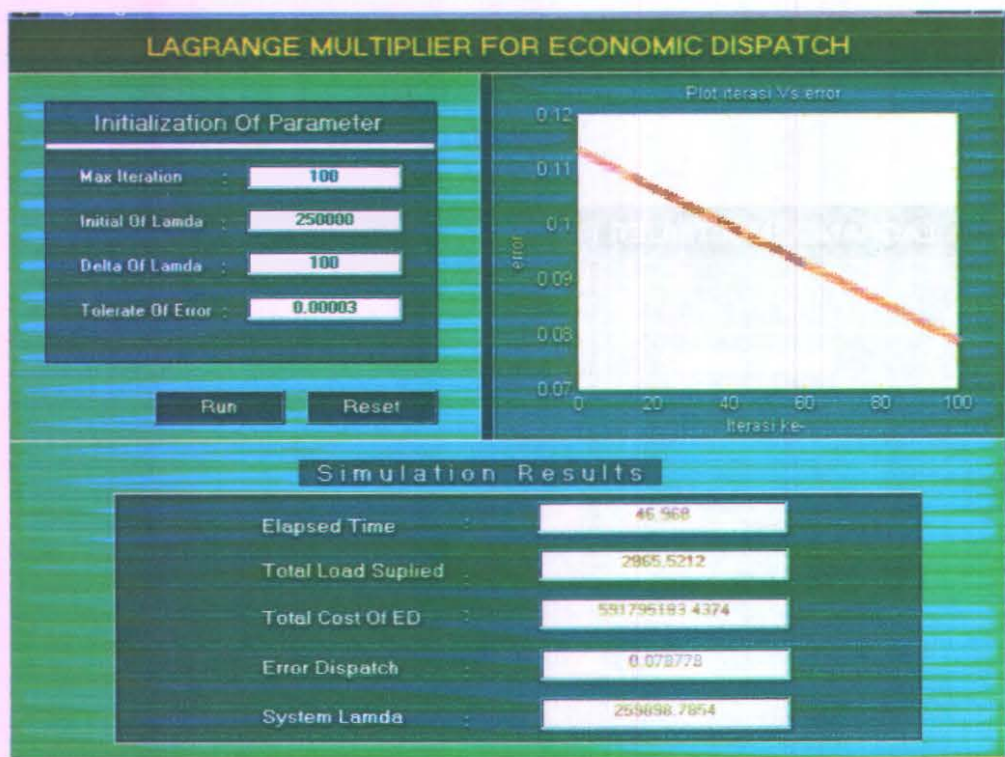 LAGRANGE MULTIPLIER FOR ECONOMIC DISPATCH
Initialization Of Parameter
Max Iteration : 100
Initial Of Lamda : 250000
Delta Of Lamda : 100
Tolerate Of Error : 0.00003
Run Reset
Plot iterasi Vs error
0.12
0.11
0.1
0.09
0.08
0.07
error
0 20 40 60 80 100
Iterasi ke-
Simulation Results
Elapsed Time : 46.968
Total Load Suplied : 2865.5212
Total Cost Of ED : 591795183.4374
Error Dispatch : 0.078778
System Lamda : 259898.7854